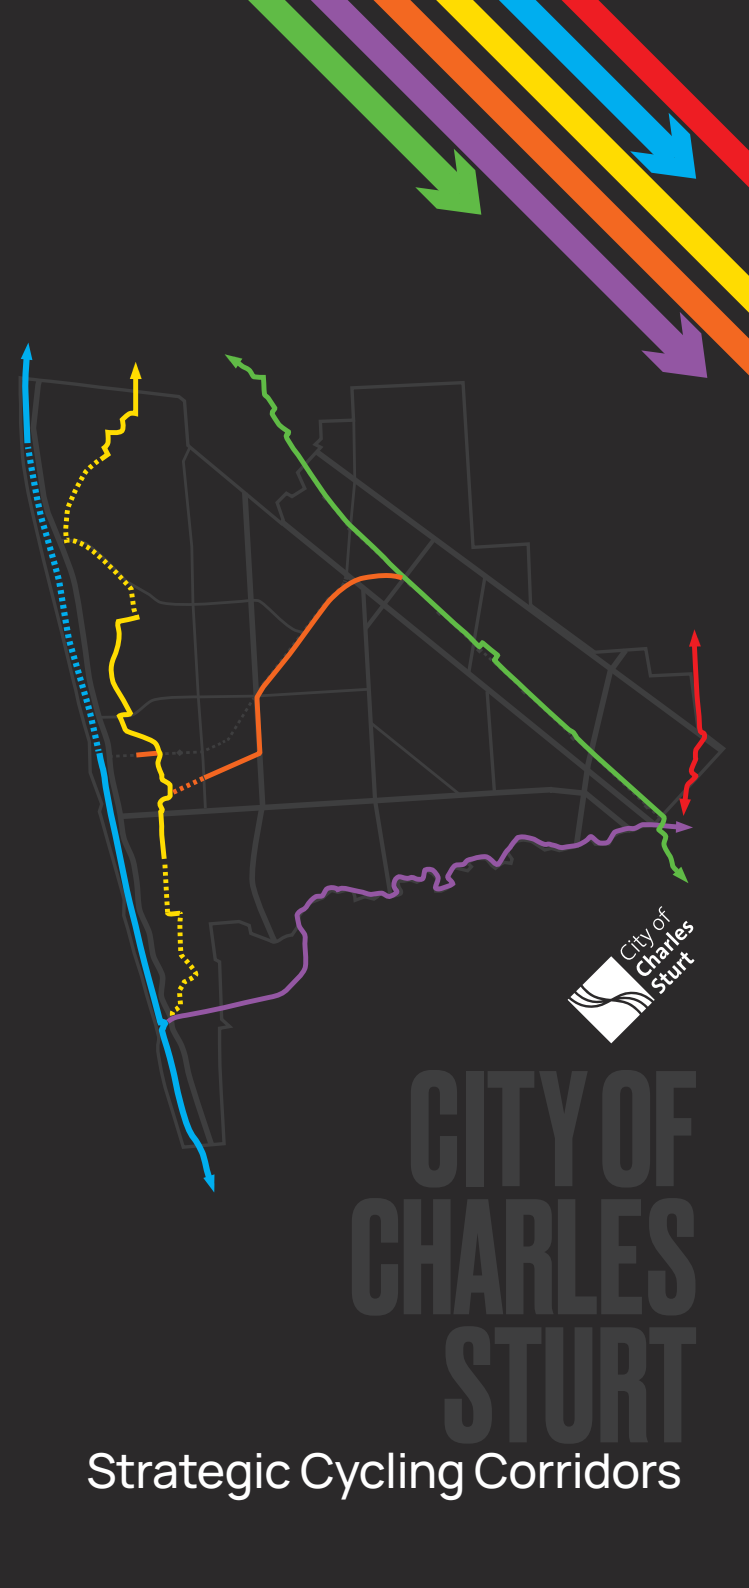 City of
Charles
Sturt
CITY OF
CHARLES
STURT
Strategic Cycling Corridors